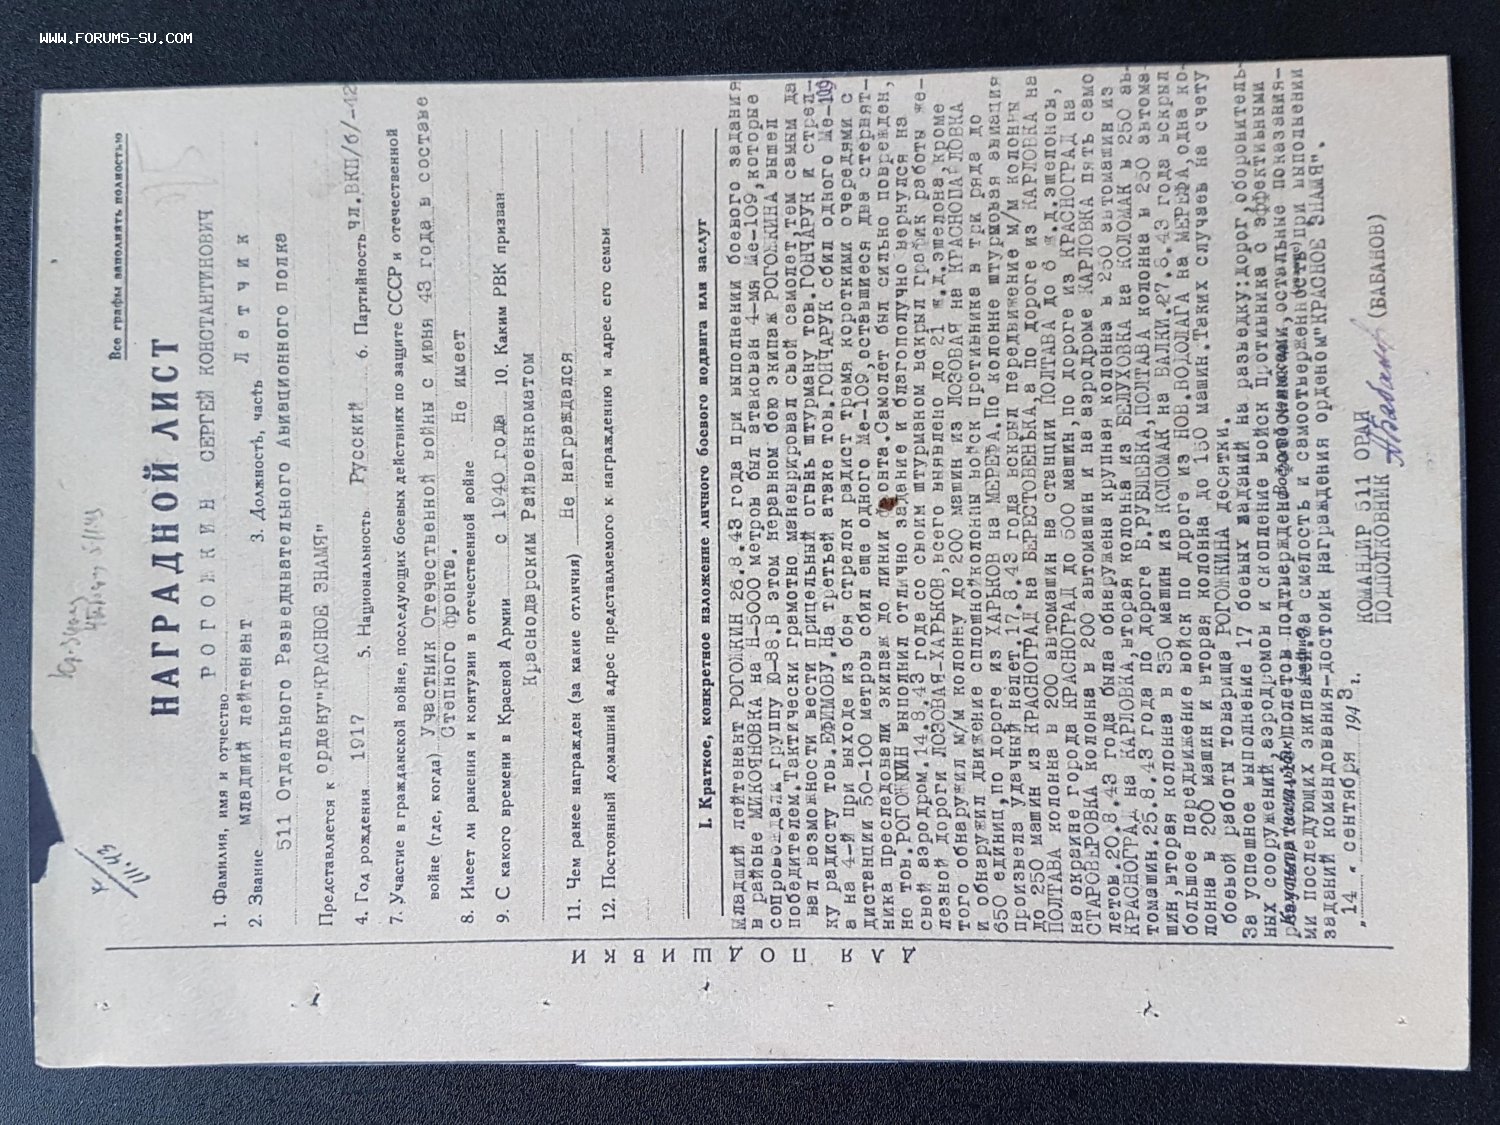 WWW.FORUMS-SU.COM
Все графы заполнять полностью
НАГРАДНОЙ ЛИСТ
1. Фамилия, имя и отчество РОГОЖКИН СЕРГЕЙ КОНСТАНТИНОВИЧ
2. Звание младший лейтенант 3. Должность, часть Летчик
511 Отдельного Разведывательного Авиационного полка
Представляется к ордену"КРАСНОЕ ЗНАМЯ"
4. Год рождения 1917 5. Национальность Русский 6. Партийность чл.ВКП/б/-42
7. Участие в гражданской войне, последующих боевых действиях по защите СССР и отечественной
войне (где, когда) Участник Отечественной войны с июня 43 года в составе
Степного фронта.
8. Имеет ли ранения и контузии в отечественной войне Не имеет
9. С какого времени в Красной Армии с 1940 года 10. Каким РВК призван
Краснодарским Райвоенкоматом
11. Чем ранее награжден (за какие отличия) Не награждался
12. Постоянный домашний адрес представляемого к награждению и адрес его семьи
ДЛЯ ПОДШИВКИ
I. Краткое, конкретное изложение личного боевого подвига или заслуг
Младший лейтенант РОГОЖКИН 26.8.43 года при выполнении боевого задания
в районе МИКОЯНОВКА на Н-5000 метров был атакован 4-мя Ме-109,которые
сопровождали группу Ю-88.В этом неравном бою экипаж РОГОЖКИНА вышел
победителем.Тактически грамотно маневрировал свой самолет,тем самым да
вал возможности вести прицельный огень штурману тов.ГОНЧАРУК и стрел-
ку радисту тов.ЕФИМОВУ.На третьей атаке тов.ГОНЧАРУК сбил одного Ме-109
а на 4-й при выходе из боя стрелок радист тремя короткими очередями с
дистанции 50-100 метров сбил еще одного Ме-109,оставшиеся два стервят-
ника преследовали экипаж до линии фронта.Самолет был сильно поврежден,
но тов.РОГОЖКИН выполнил отлично задание и благополучно вернулся на
свой аэродром.14.8.43 года со своим штурманом вскрыл график работы же-
лезной дороги ЛОЗОВАЯ-ХАРЬКОВ,всего выявлено до 21 ж.д.эшелона,кроме
того обнаружил м/м колонну до 200 машин из ЛОЗОВАЯ на КРАСНОПАВЛОВКА
и обнаружил движение сплошной колонны войск противника в три ряда до
650 единиц,по дороге из ХАРЬКОВ на МЕРЕФА.По колонне штурмовая авиация
произвела удачный налет.17.8.43 года вскрыл передвижение м/м колонны
до 250 машин из КРАСНОГРАД на БЕРЕСТОВЕНЬКА,а по дороге из КАРЛОВКА на
ПОЛТАВА колонна в 200 автомашин на станции ПОЛТАВА до 6 ж.д.эшелонов,
на окраине города КРАСНОГРАД до 500 машин,по дороге из КРАСНОГРАД на
СТАРОВЕРОВКА колонна в 200 автомашин и на аэродроме КАРЛОВКА пять само
летов.20.8.43 года была обнаружена крупная колонна в 250 автомашин из
КРАСНОГРАД на КАРЛОВКА,вторая колонна из БЕЛУХОВКА на КОЛОМАК в 250 ав-
томашин.25.8.43 года по дороге Б.РУБЛЕВКА,ПОЛТАВА колонна в 250 автома-
шин,вторая колонна в 350 машин из КОЛОМАК на ВАЛКИ.27.8.43 года вскрыл
большое передвижение войск по дороге из НОВ.ВОДОЛАГА на МЕРЕФА,одна ко-
лона в 200 машин и вторая колонна до 150 машин.Таких случаев на счету
боевой работы товарища РОГОЖКИНА десятки.
За успешное выполнение 17 боевых заданий на разведку:дорог,оборонитель-
ных сооружений,аэродромов и скопление войск противника с эффективными
результатами полетов подтвержденных фотоснимками,остальные показания-
ми последующих экипажей.За смелость и самоотверженность при выполнении
заданий командования-достоин награждения орденом"КРАСНОЕ ЗНАМЯ".
КОМАНДИР 511 ОРАП
ПОДПОЛКОВНИК (БАБАНОВ)
„14" сентября 1943 г.